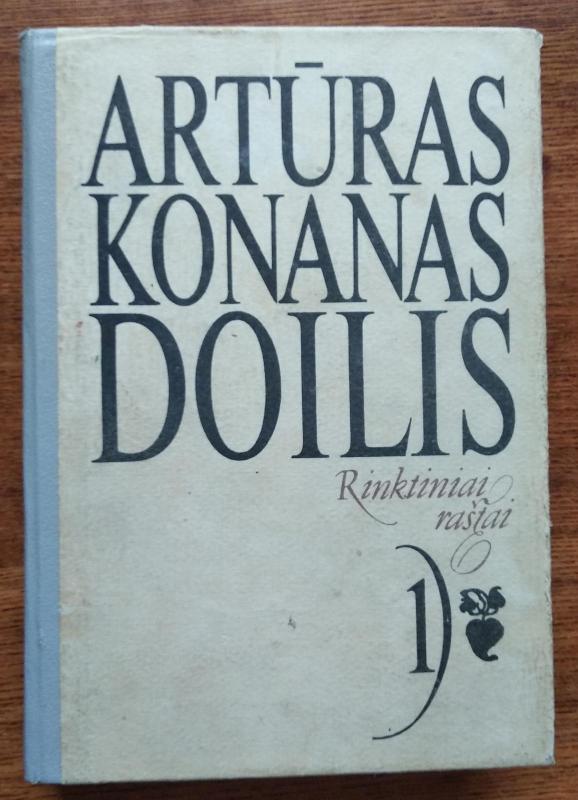 ARTŪRAS
KONANAS
DOILIS
Rinktiniai
raštai
1)